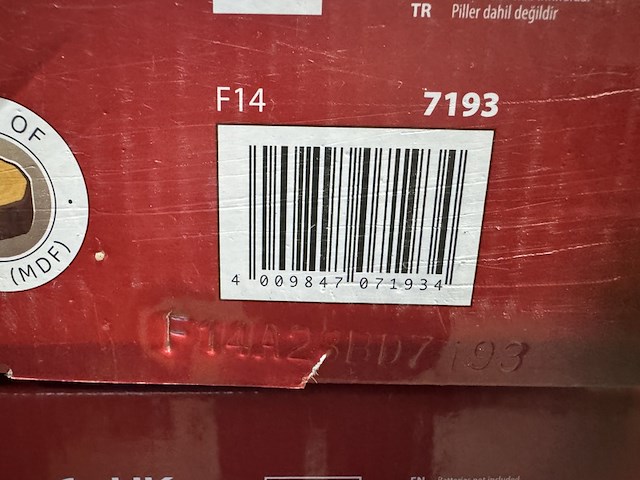 TR Piller dahil değildir
F14 7193
OF
(MDF)
4 009847 071934